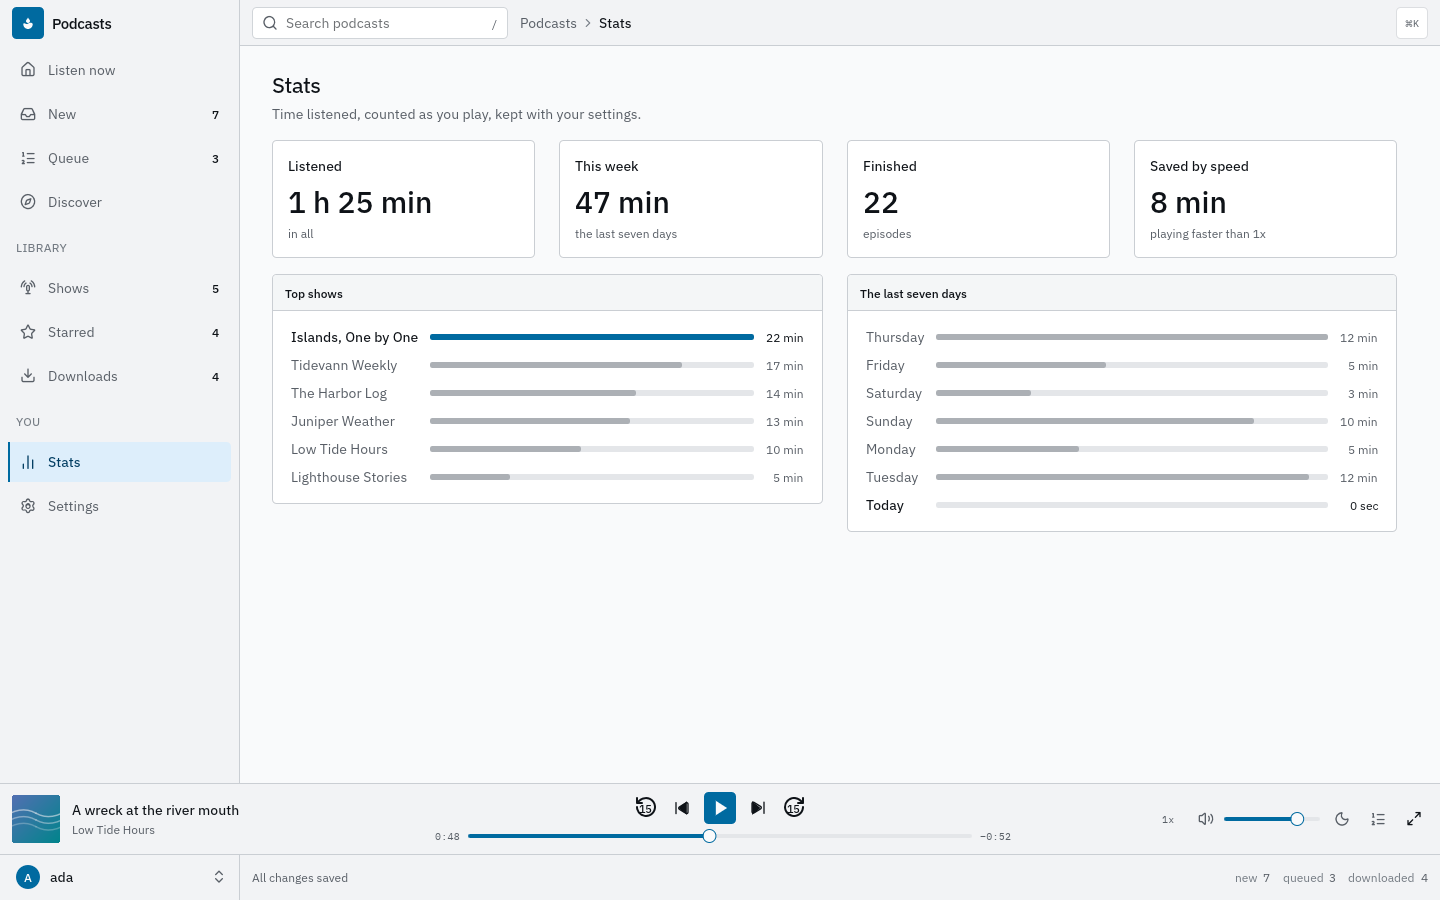 Podcasts
Search podcasts /
Podcasts > Stats
⌘K
Listen now
New 7
Queue 3
Discover
LIBRARY
Shows 5
Starred 4
Downloads 4
YOU
Stats
Settings
Stats
Time listened, counted as you play, kept with your settings.
Listened
1 h 25 min
in all
This week
47 min
the last seven days
Finished
22
episodes
Saved by speed
8 min
playing faster than 1x
Top shows
Islands, One by One 22 min
Tidevann Weekly 17 min
The Harbor Log 14 min
Juniper Weather 13 min
Low Tide Hours 10 min
Lighthouse Stories 5 min
The last seven days
Thursday 12 min
Friday 5 min
Saturday 3 min
Sunday 10 min
Monday 5 min
Tuesday 12 min
Today 0 sec
A wreck at the river mouth
Low Tide Hours
15
15
0:48
−0:52
1x
A ada
All changes saved
new 7 queued 3 downloaded 4